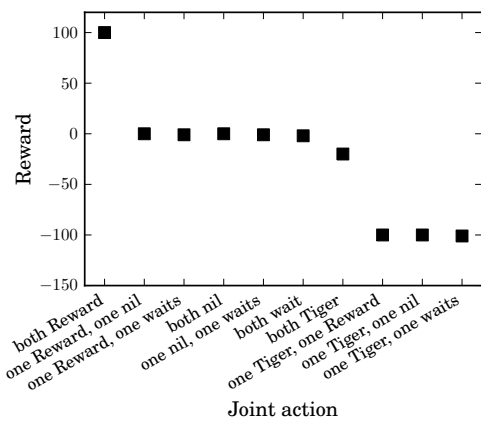 100
50
0
−50
−100
−150
Reward
both Reward
one Reward, one nil
one Reward, one waits
both nil
one nil, one waits
both wait
both Tiger
one Tiger, one Reward
one Tiger, one nil
one Tiger, one waits
Joint action